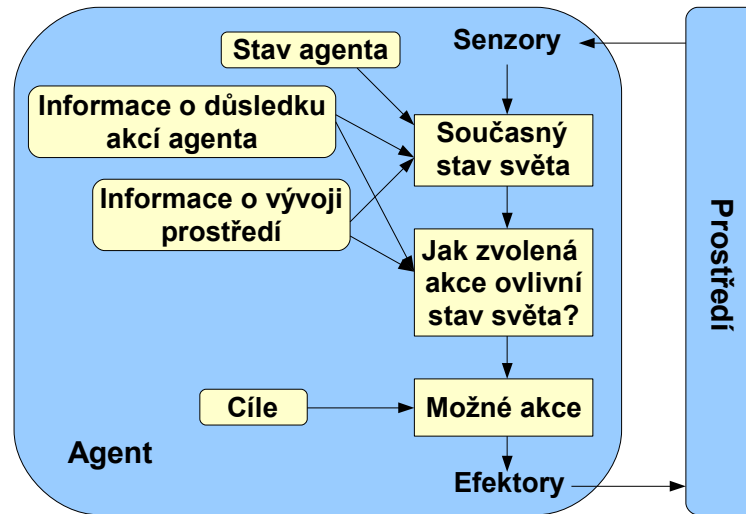 Stav agenta
Senzory
Informace o důsledku
akcí agenta
Současný
stav světa
Informace o vývoji
prostředí
Jak zvolená
akce ovlivní
stav světa?
Cíle
Možné akce
Agent
Efektory
Prostředí